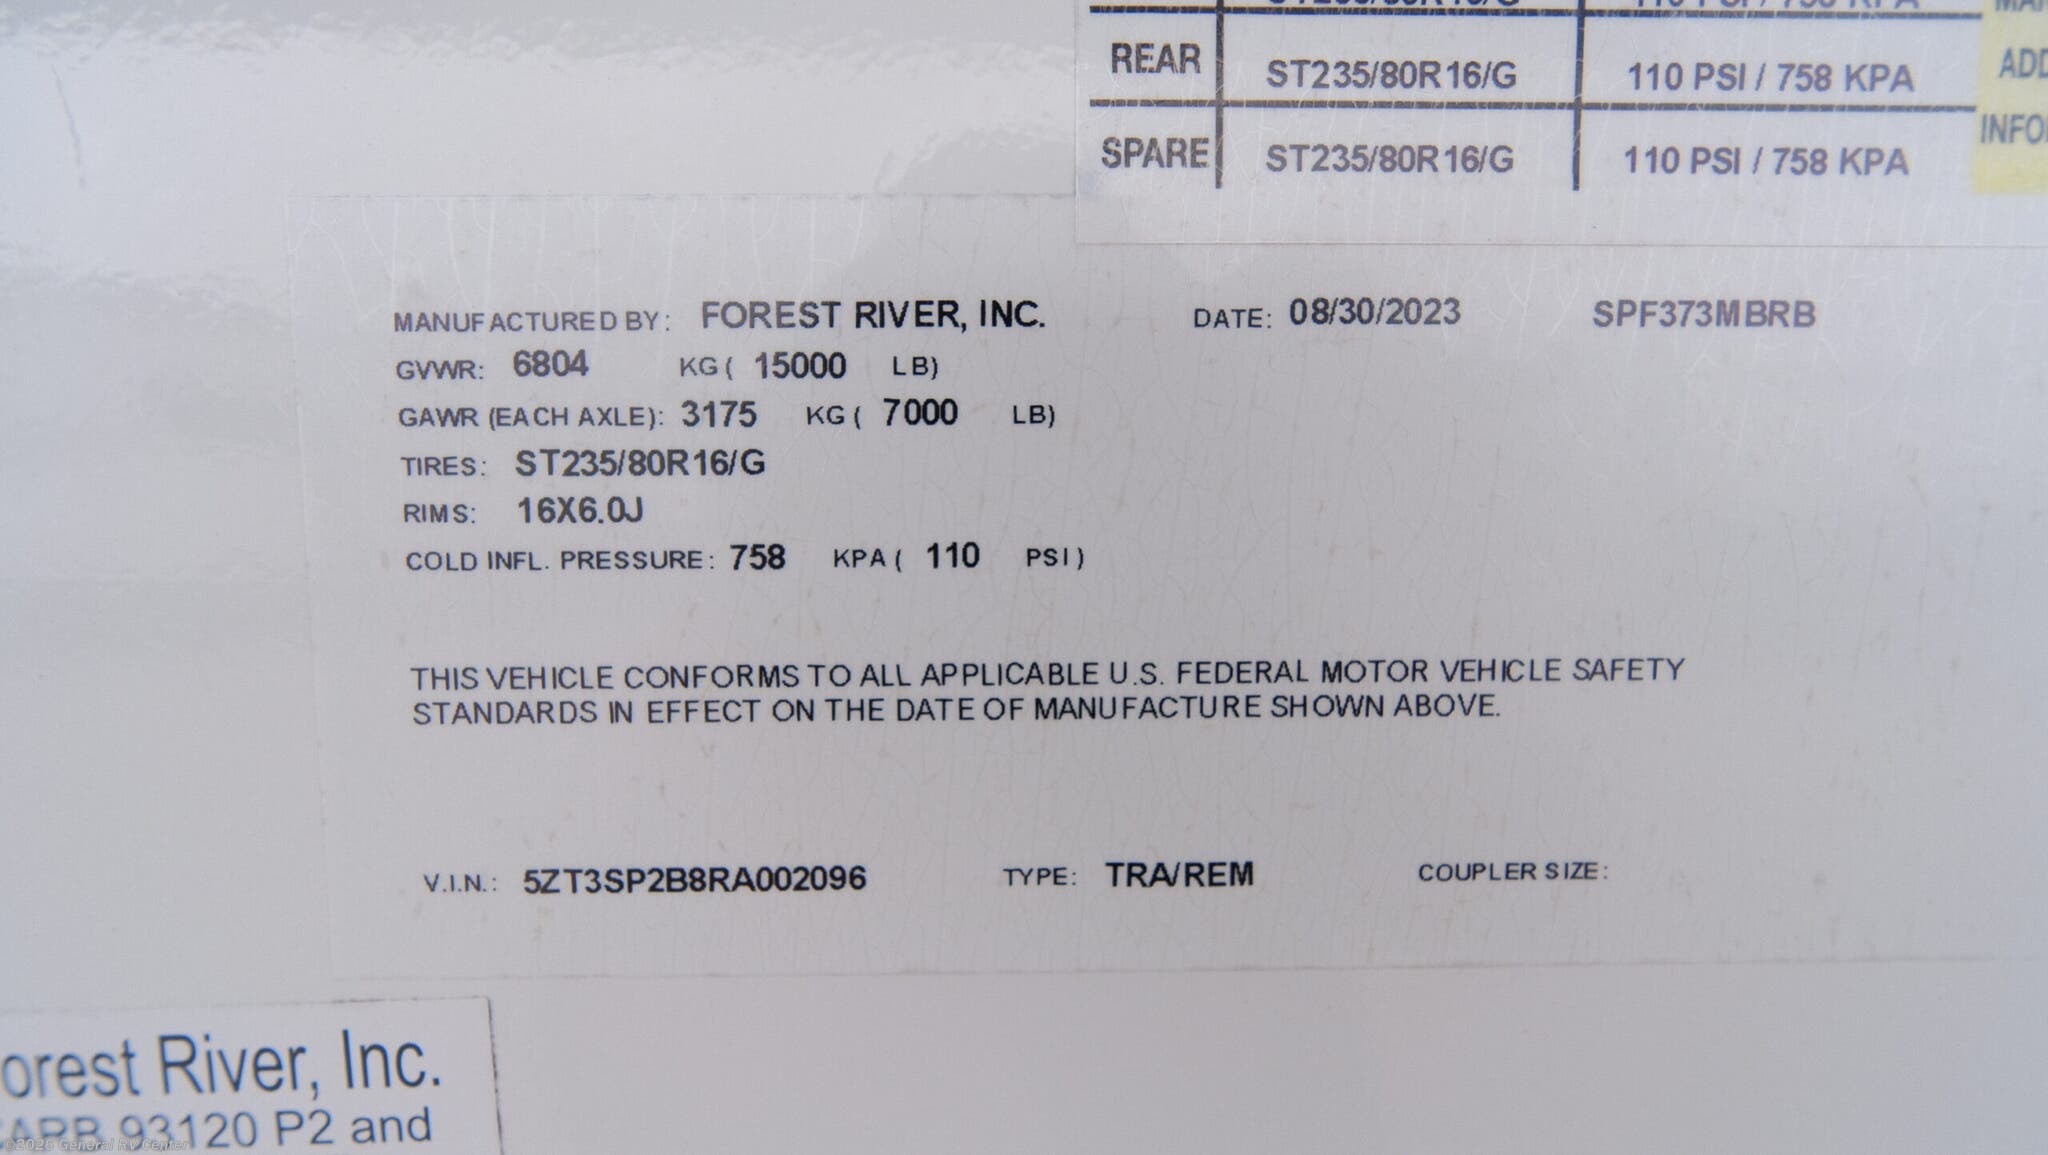 REAR ST235/80R16/G 110 PSI / 758 KPA
SPARE ST235/80R16/G 110 PSI / 758 KPA
MANUFACTURED BY: FOREST RIVER, INC. DATE: 08/30/2023 SPF373MBRB
GVWR: 6804 KG ( 15000 LB)
GAWR (EACH AXLE): 3175 KG ( 7000 LB)
TIRES: ST235/80R16/G
RIMS: 16X6.0J
COLD INFL. PRESSURE: 758 KPA ( 110 PSI)
THIS VEHICLE CONFORMS TO ALL APPLICABLE U.S. FEDERAL MOTOR VEHICLE SAFETY
STANDARDS IN EFFECT ON THE DATE OF MANUFACTURE SHOWN ABOVE.
V.I.N.: 5ZT3SP2B8RA002096 TYPE: TRA/REM COUPLER SIZE:
orest River, Inc.
93120 P2 and
General RV Center